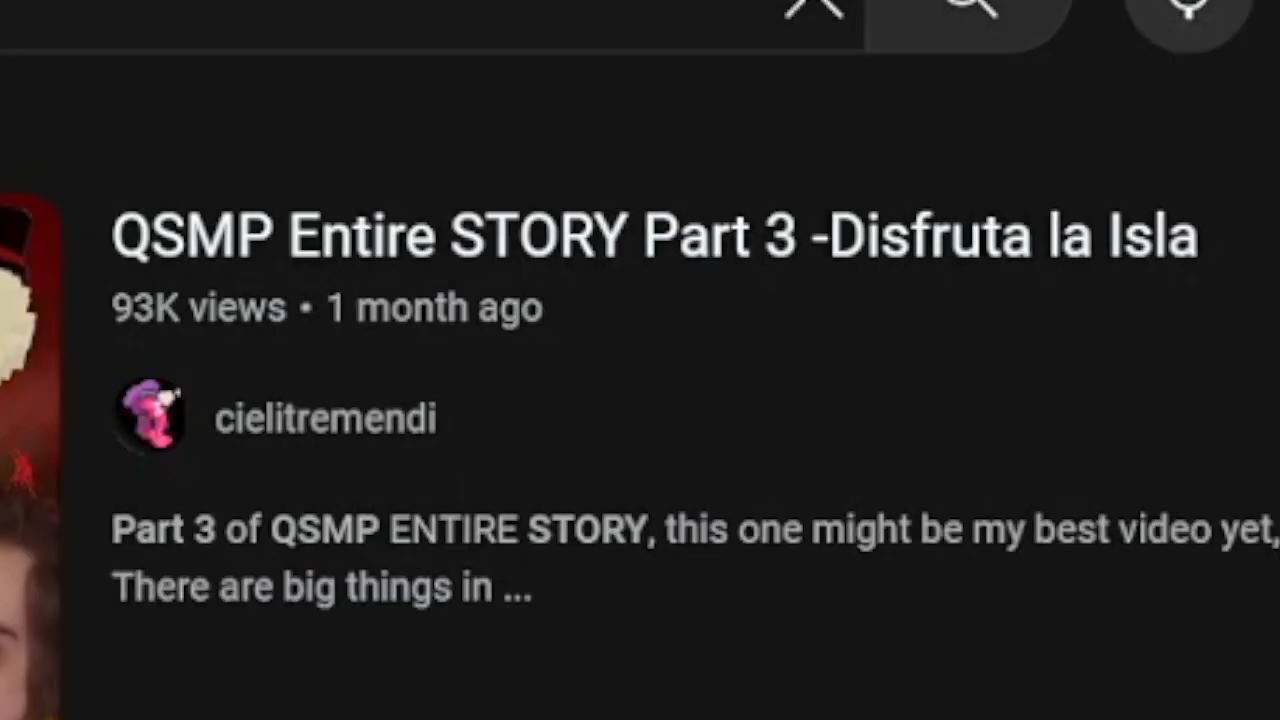 QSMP Entire STORY Part 3 -Disfruta la Isla
93K views • 1 month ago
cielitremendi
Part 3 of QSMP ENTIRE STORY, this one might be my best video yet,
There are big things in ...